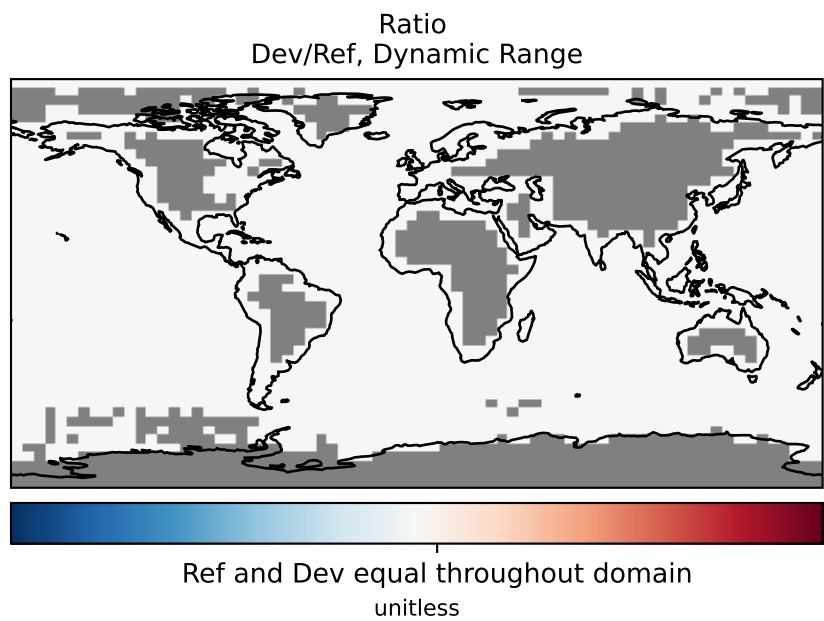 Ratio
Dev/Ref, Dynamic Range
Ref and Dev equal throughout domain
unitless